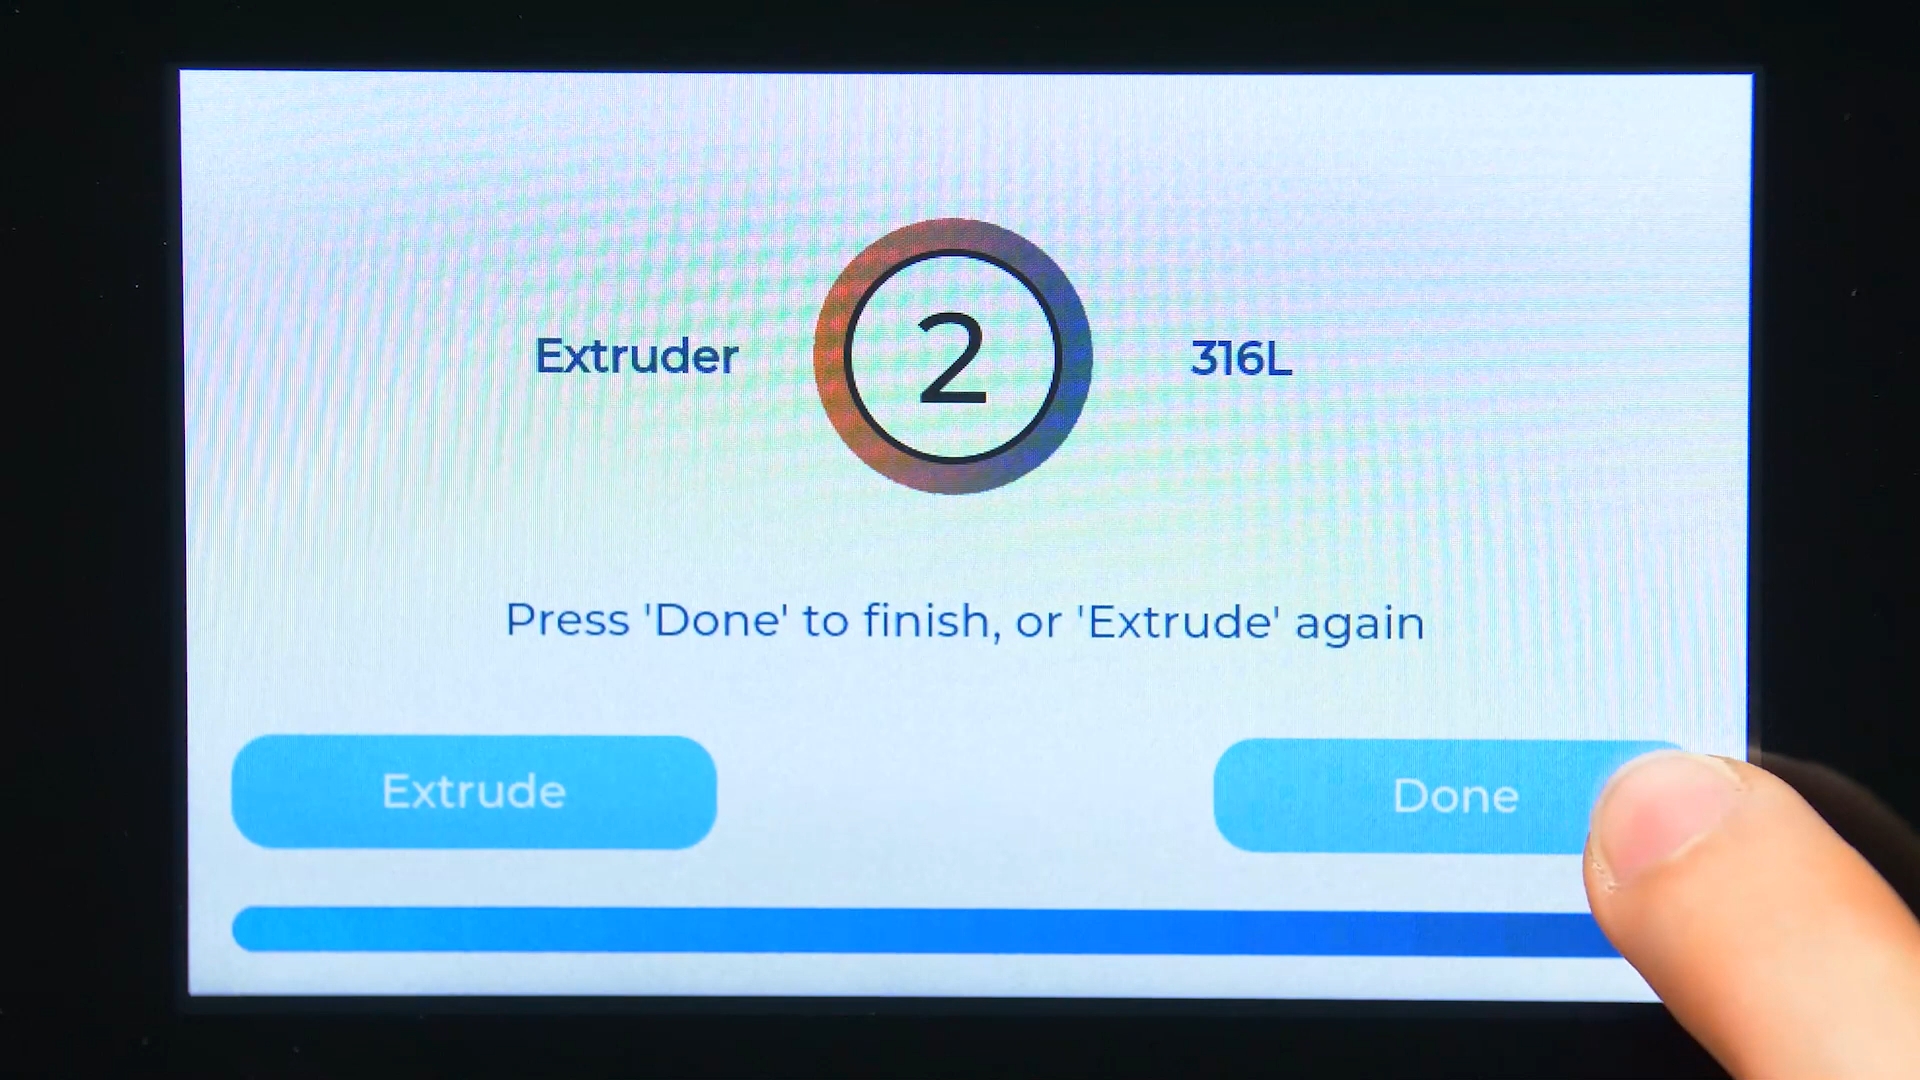 Extruder 2 316L
Press 'Done' to finish, or 'Extrude' again
Extrude Done